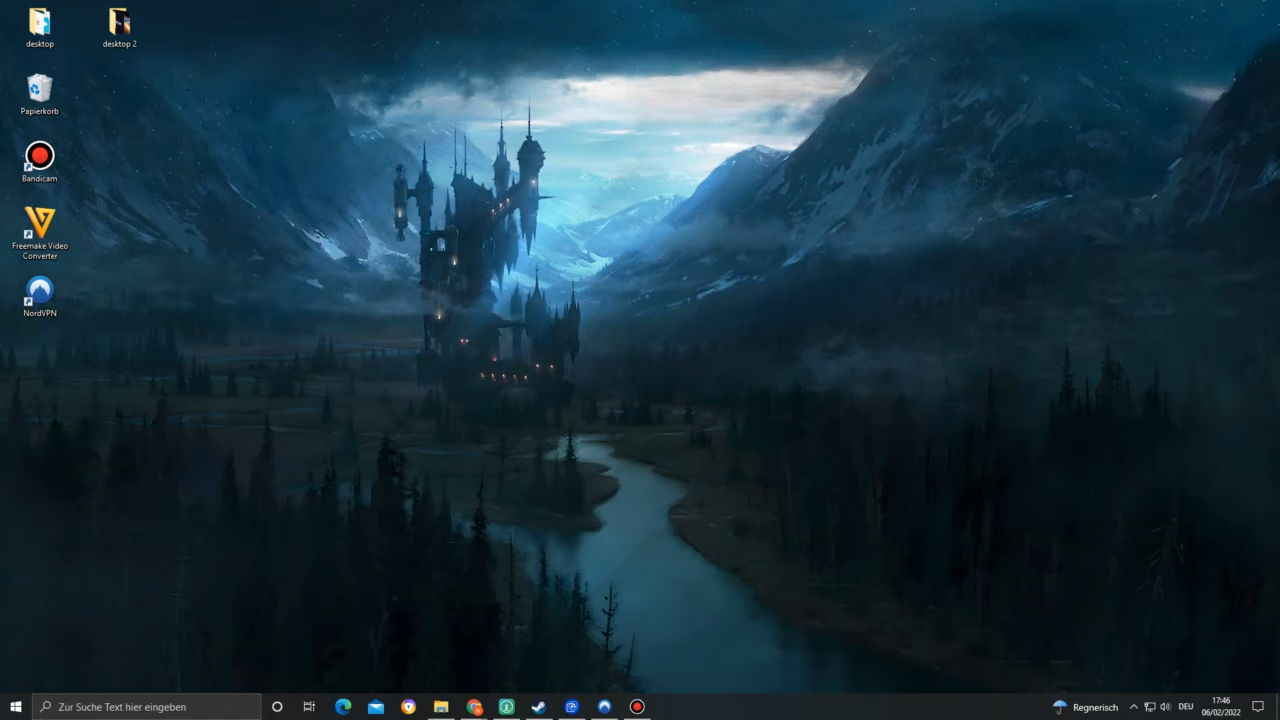 desktop
desktop 2
Papierkorb
Bandicam
Freemake Video
Converter
NordVPN
Zur Suche Text hier eingeben
Regnerisch
DEU
17:46
06/02/2022